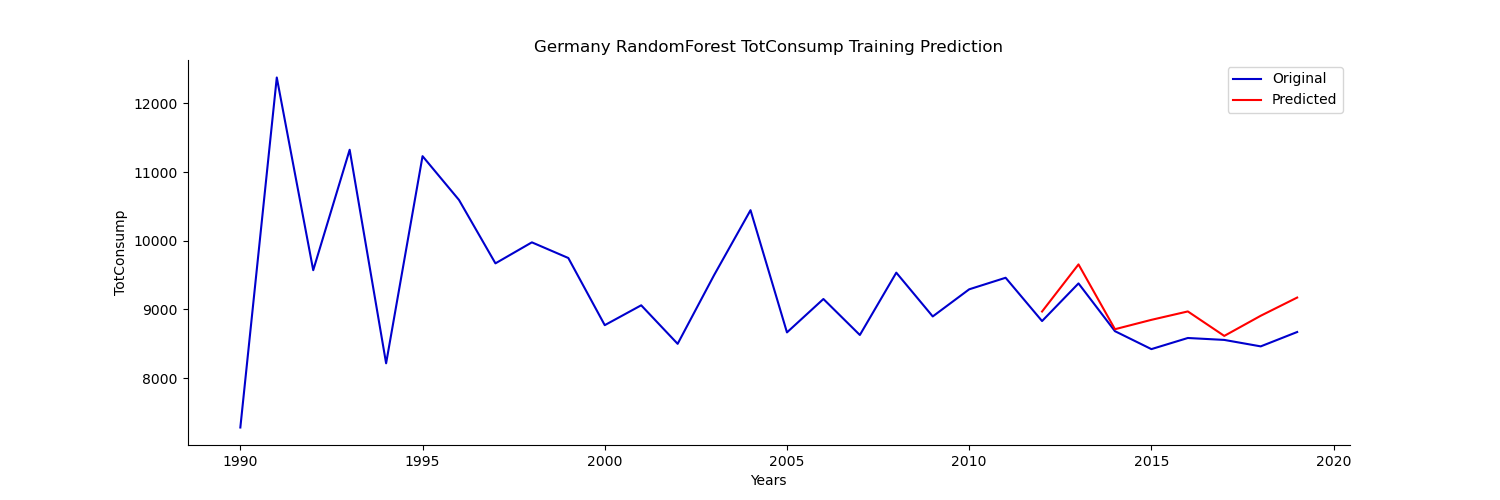 Germany RandomForest TotConsump Training Prediction
Original
Predicted
12000
11000
10000
9000
8000
TotConsump
1990 1995 2000 2005 2010 2015 2020
Years